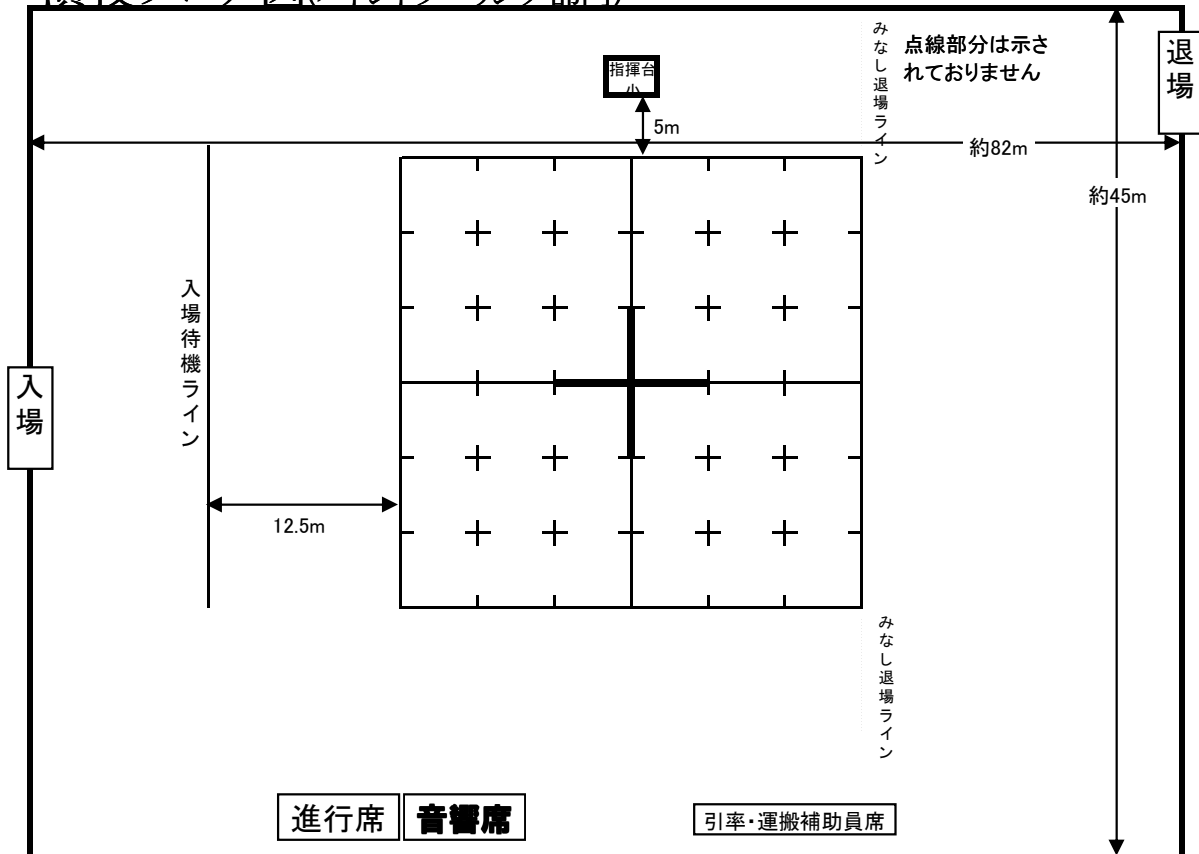 点線部分は示さ
れておりません
みなし退場ライン
退場
指揮台
小
5m
約82m
約45m
入場待機ライン
入場
12.5m
みなし退場ライン
進行席
音響席
引率・運搬補助員席